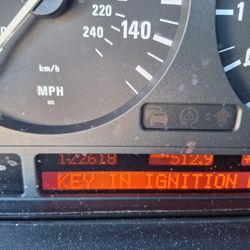 220
240
140
km/h
MPH
US
122618 512.9
KEY IN IGNITION